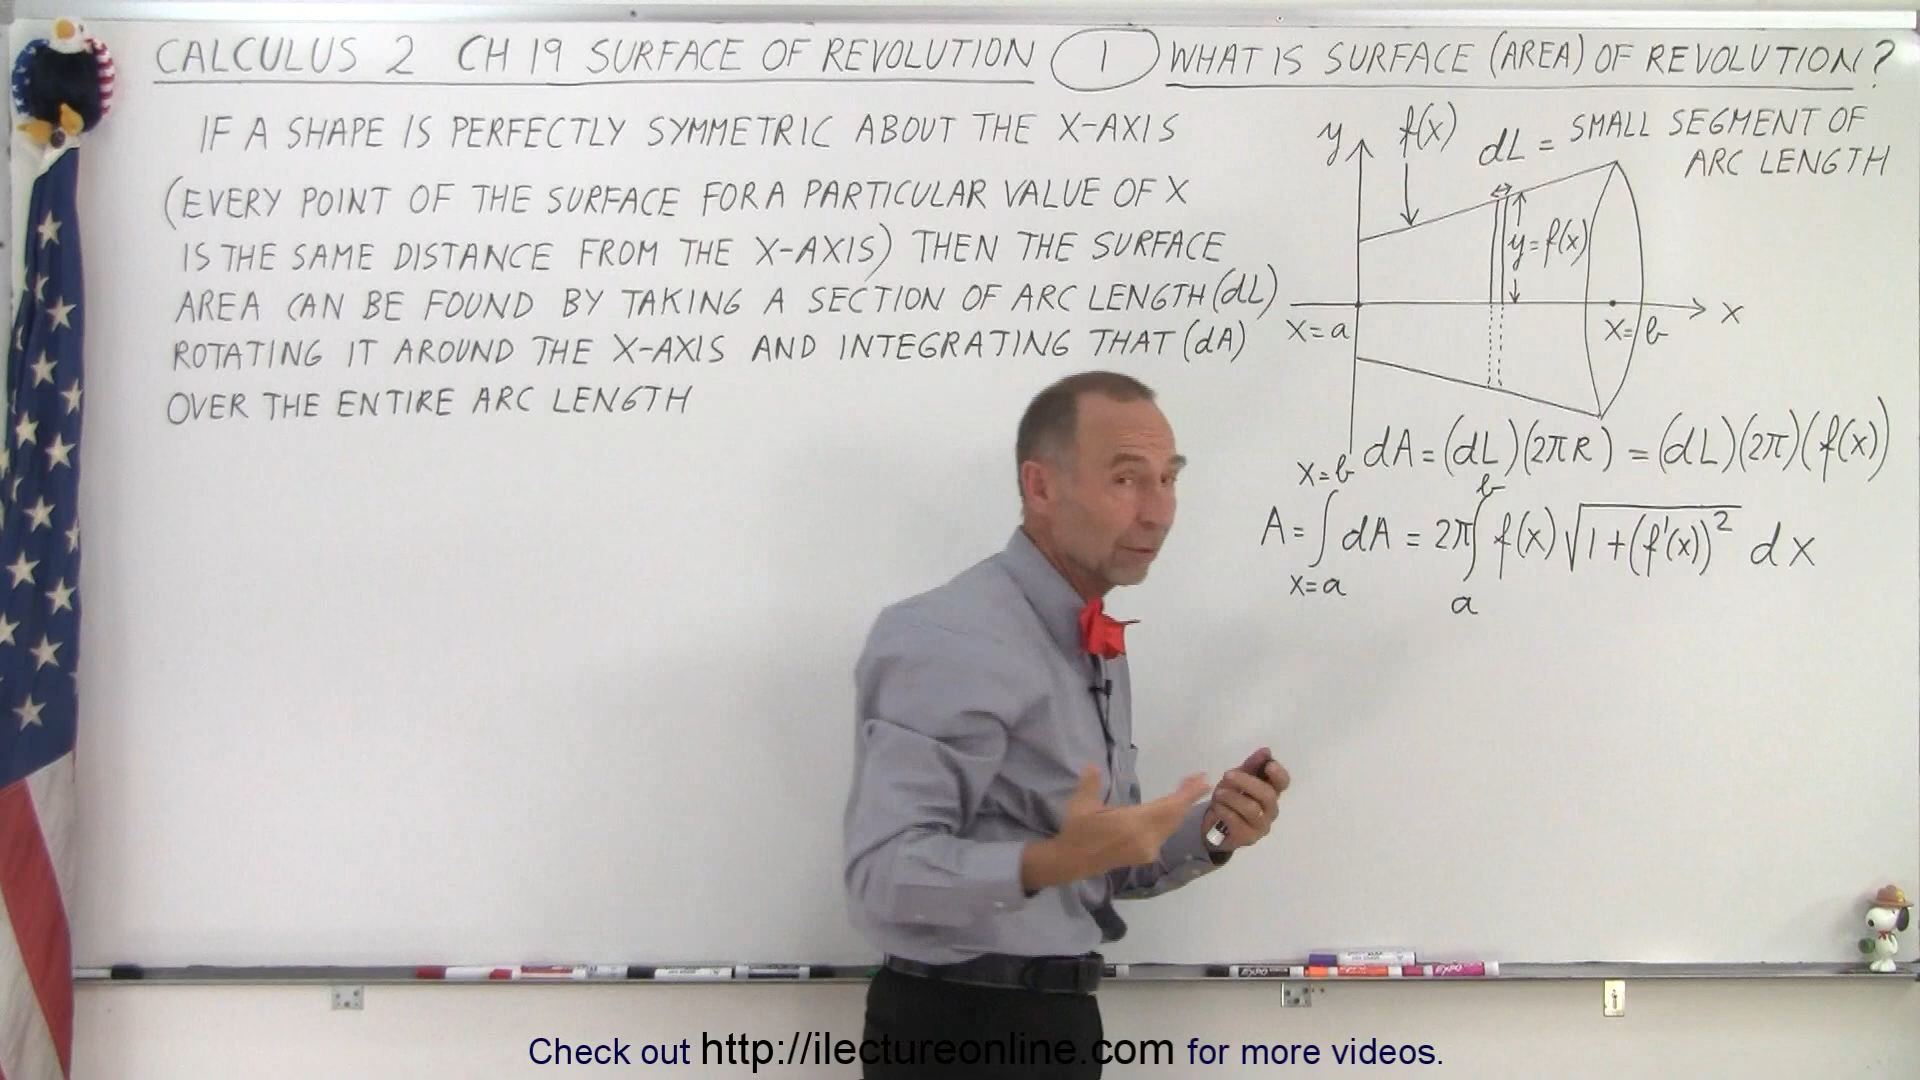 CALCULUS 2 CH 19 SURFACE OF REVOLUTION 1 WHAT IS SURFACE (AREA) OF REVOLUTION?
IF A SHAPE IS PERFECTLY SYMMETRIC ABOUT THE X-AXIS
(EVERY POINT OF THE SURFACE FOR A PARTICULAR VALUE OF X
IS THE SAME DISTANCE FROM THE X-AXIS) THEN THE SURFACE
AREA CAN BE FOUND BY TAKING A SECTION OF ARC LENGTH (dL)
ROTATING IT AROUND THE X-AXIS AND INTEGRATING THAT (dA)
OVER THE ENTIRE ARC LENGTH
y f(x) dL = SMALL SEGMENT OF
ARC LENGTH
y=f(x)
x=a x=b x
dA = (dL)(2πR) = (dL)(2π)(f(x))
x=b b
A = ∫ dA = 2π∫ f(x) √1+(f'(x))² dx
x=a a
EXPO EXPO
Check out http://ilectureonline.com for more videos.